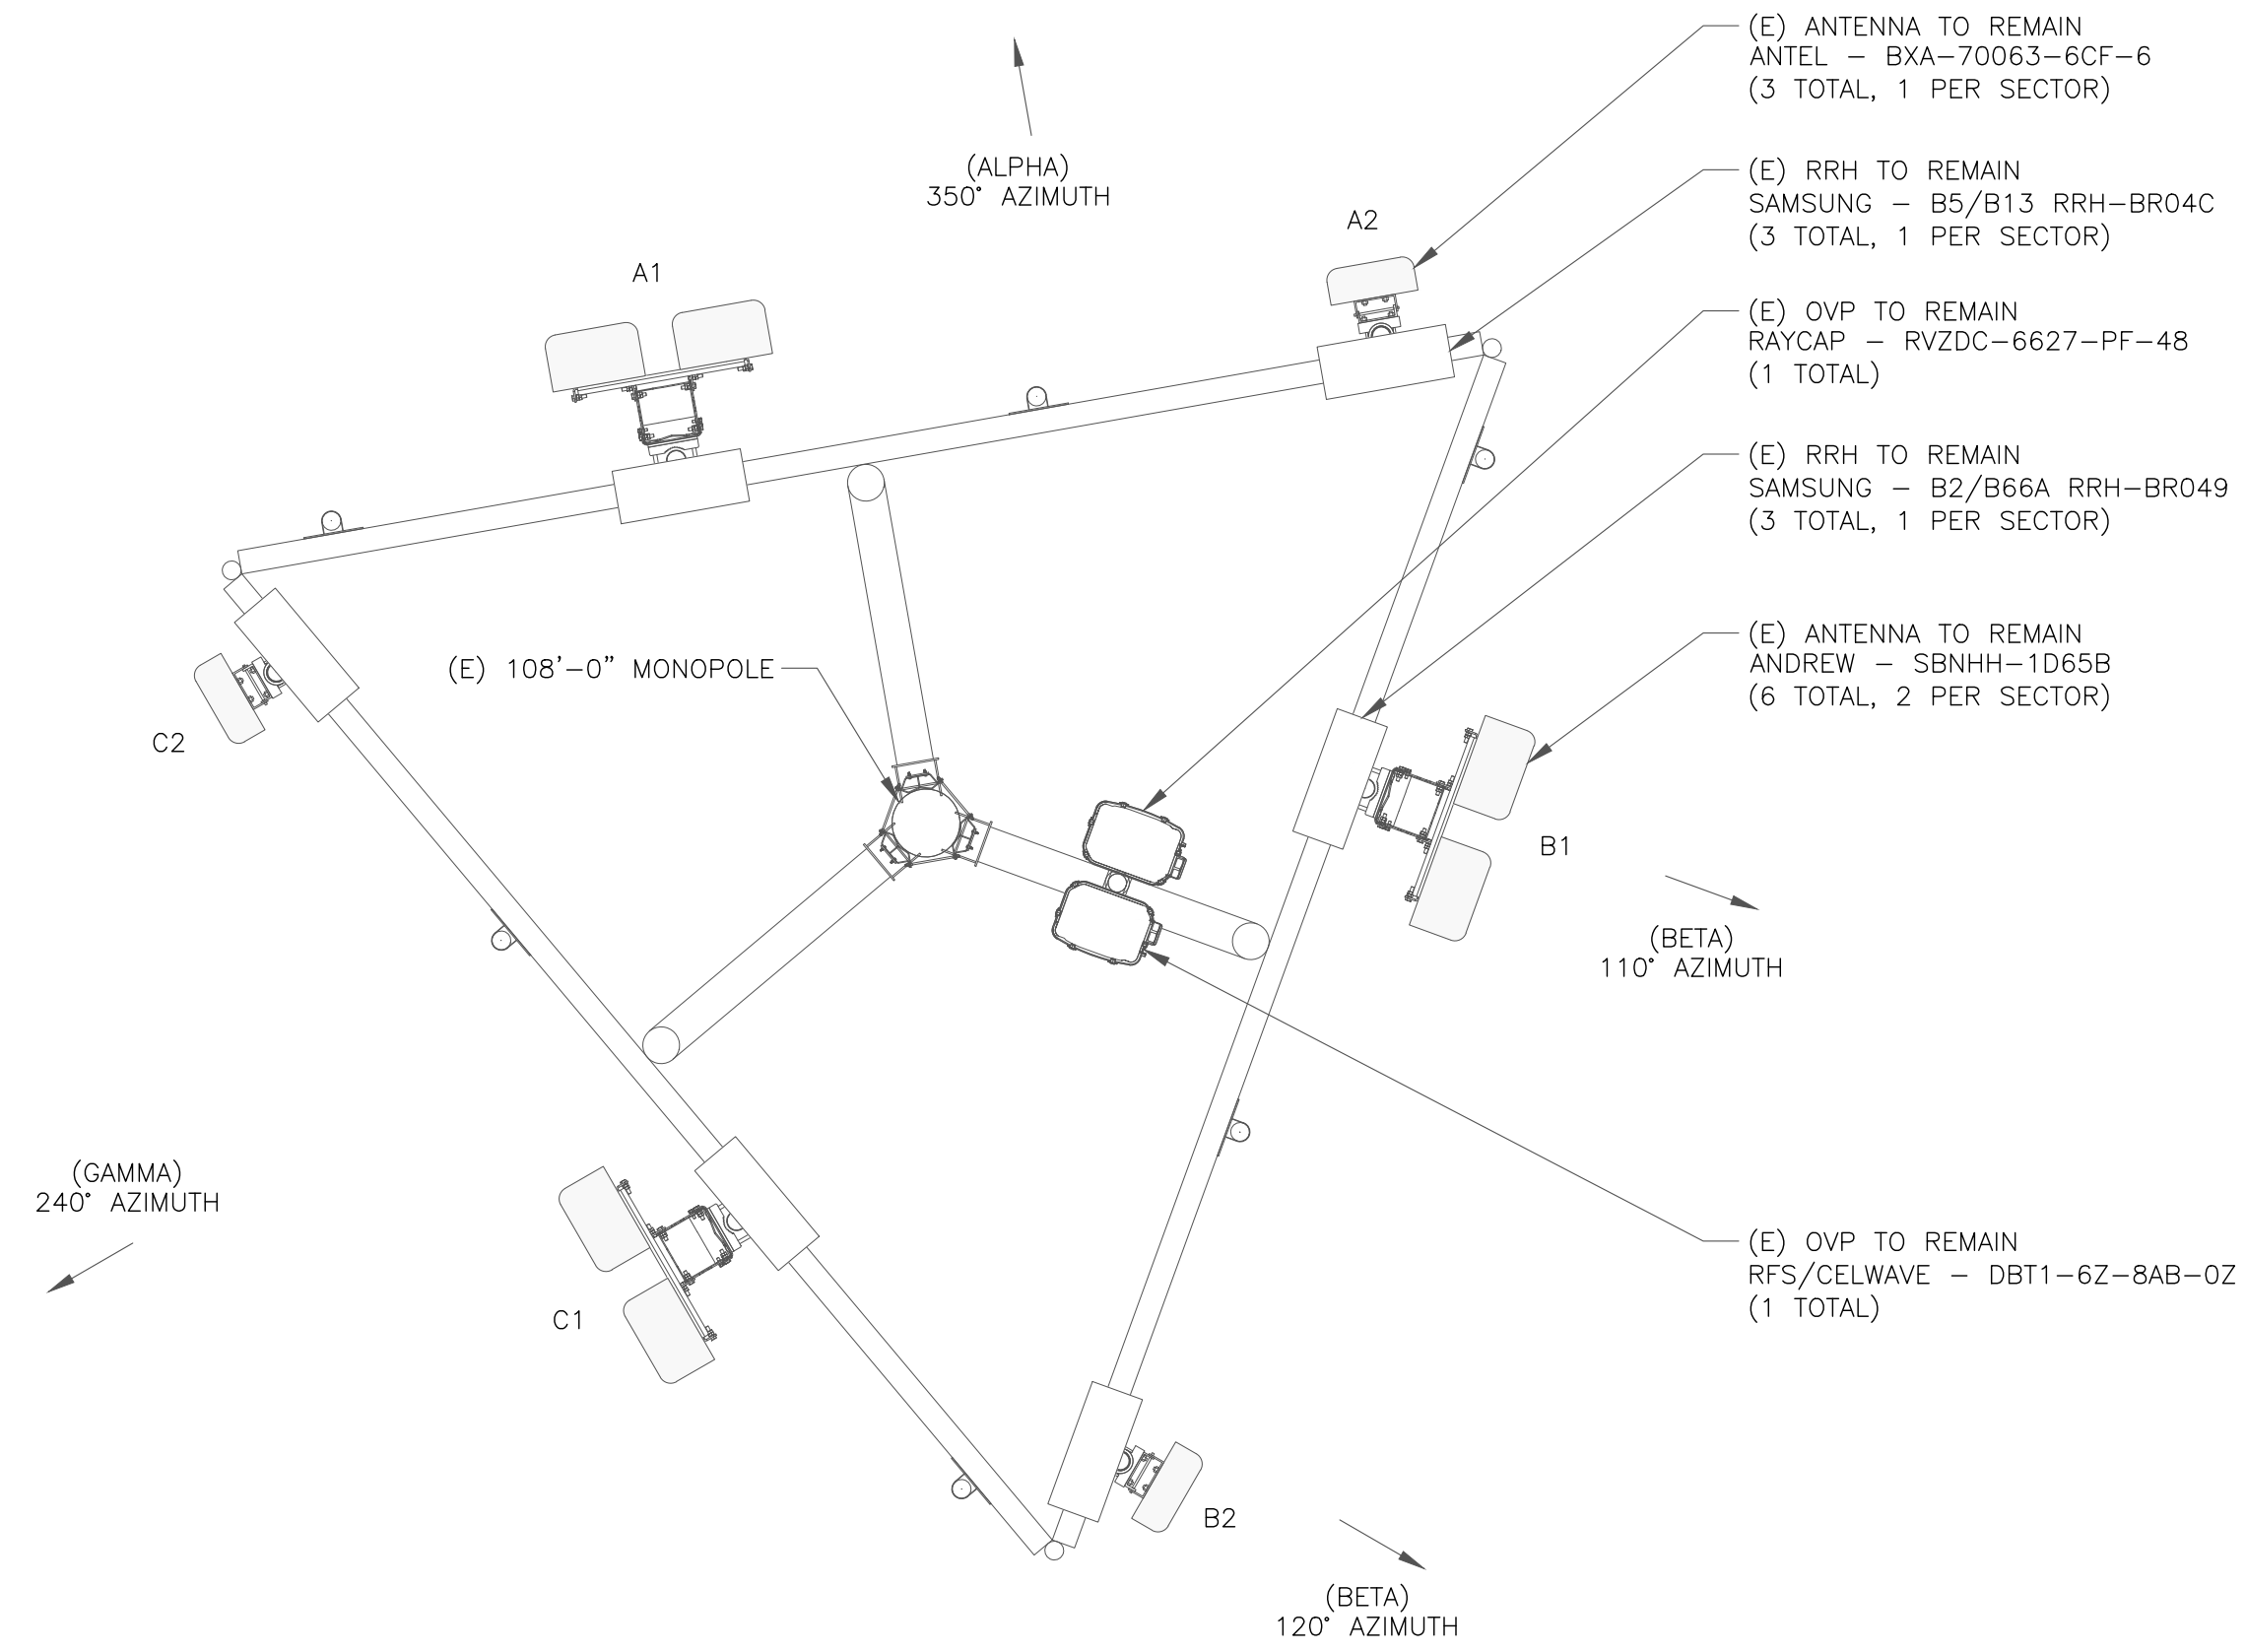 (E) ANTENNA TO REMAIN
ANTEL – BXA–70063–6CF–6
(3 TOTAL, 1 PER SECTOR)
(ALPHA)
350° AZIMUTH
(E) RRH TO REMAIN
SAMSUNG – B5/B13 RRH–BR04C
(3 TOTAL, 1 PER SECTOR)
A2
A1
(E) OVP TO REMAIN
RAYCAP – RVZDC–6627–PF–48
(1 TOTAL)
(E) RRH TO REMAIN
SAMSUNG – B2/B66A RRH–BR049
(3 TOTAL, 1 PER SECTOR)
(E) 108'–0" MONOPOLE
(E) ANTENNA TO REMAIN
ANDREW – SBNHH–1D65B
(6 TOTAL, 2 PER SECTOR)
C2
B1
(BETA)
110° AZIMUTH
(GAMMA)
240° AZIMUTH
(E) OVP TO REMAIN
RFS/CELWAVE – DBT1–6Z–8AB–0Z
(1 TOTAL)
C1
B2
(BETA)
120° AZIMUTH